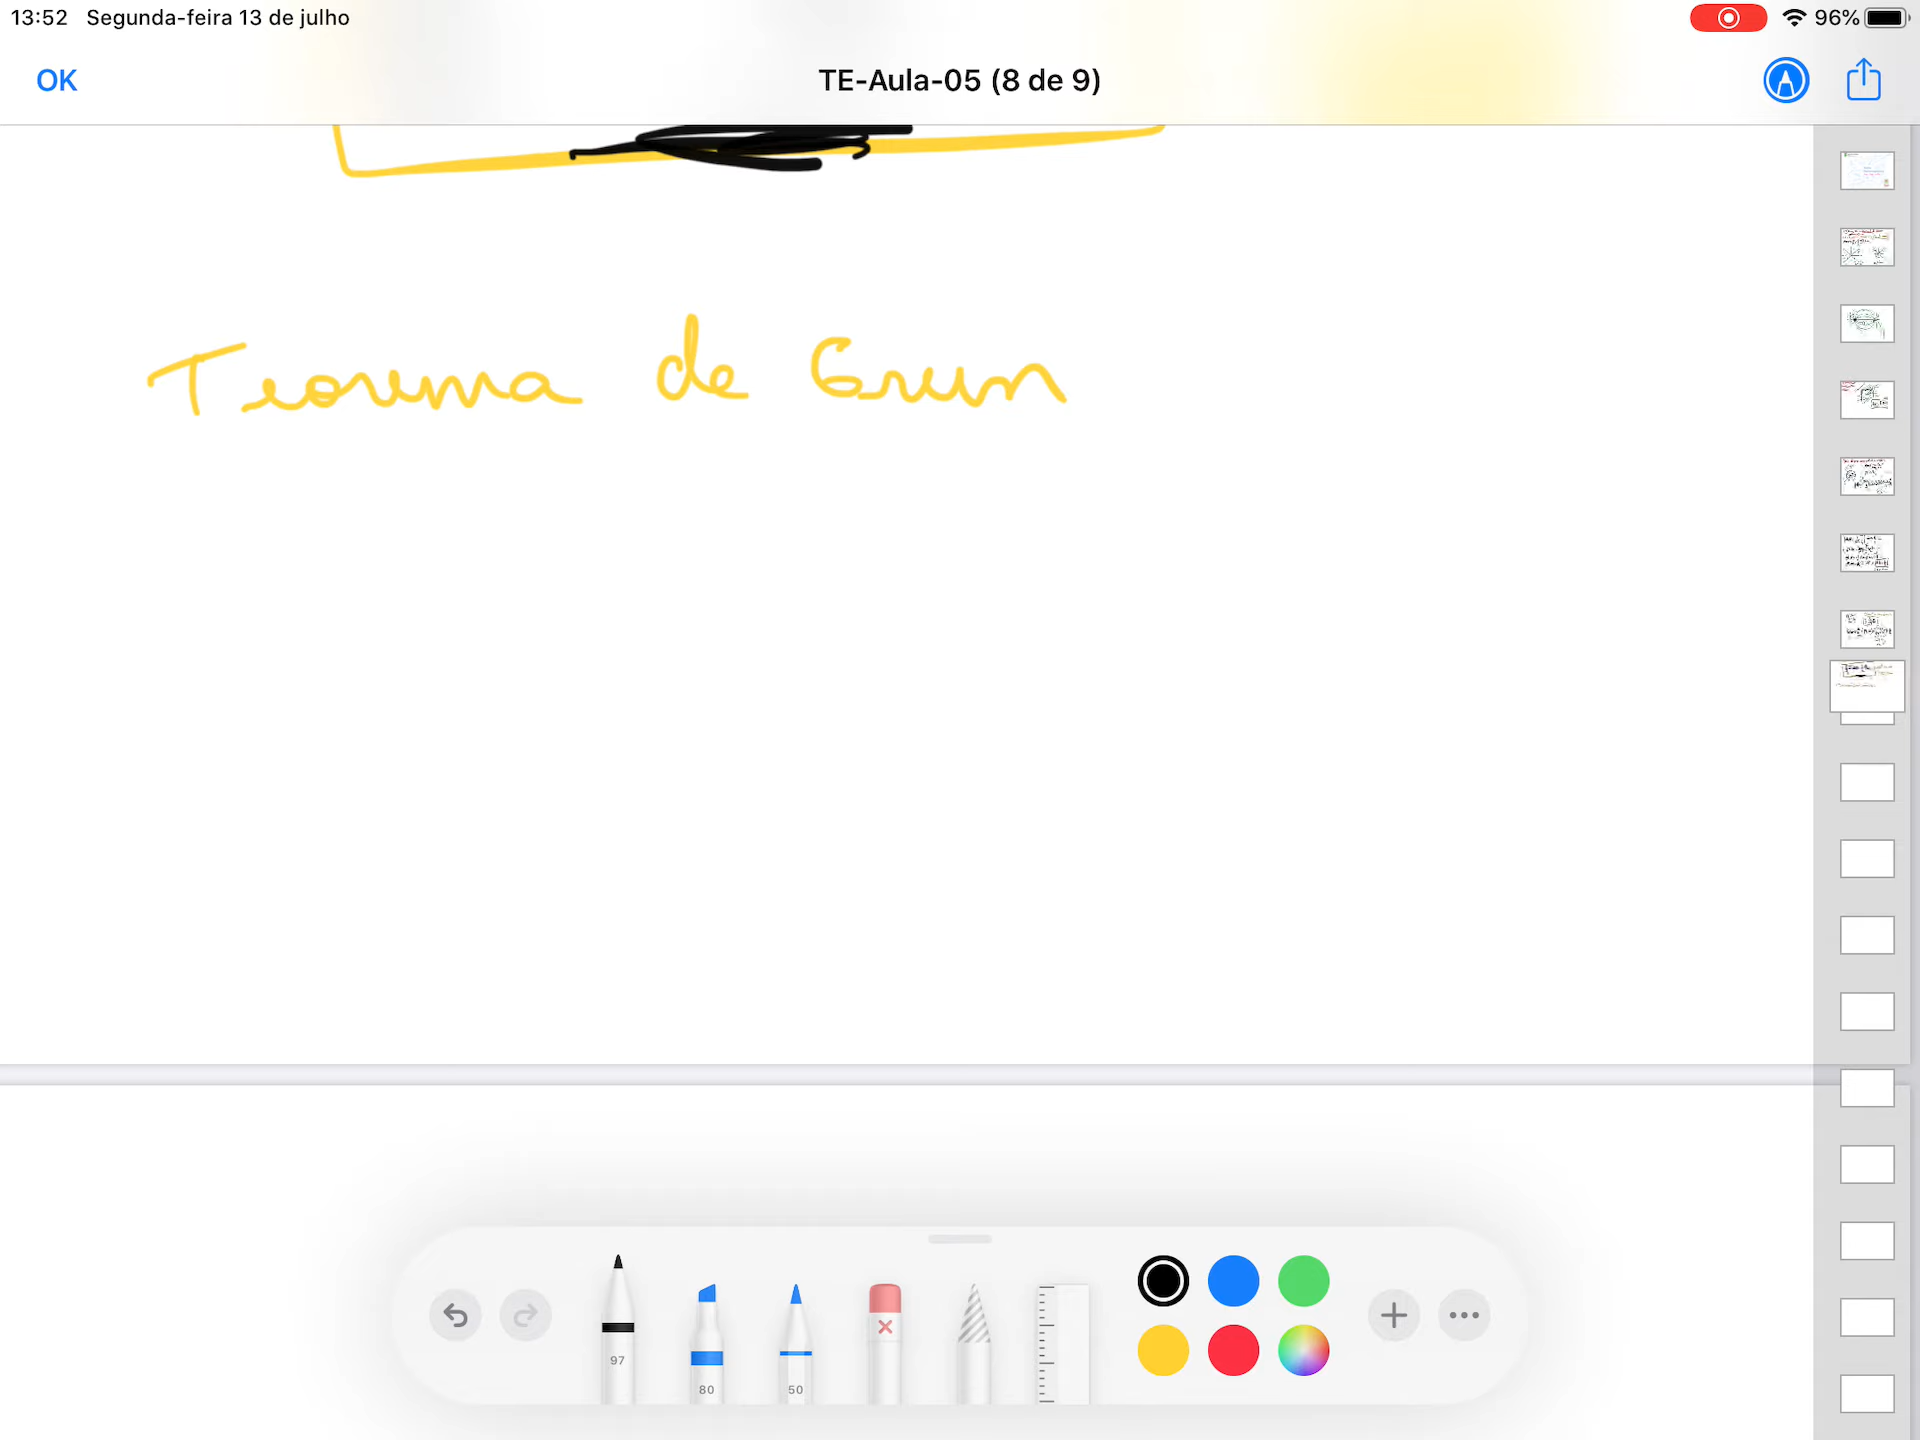 13:52 Segunda-feira 13 de julho 96%
OK TE-Aula-05 (8 de 9)
Teorema de Green
97 80 50